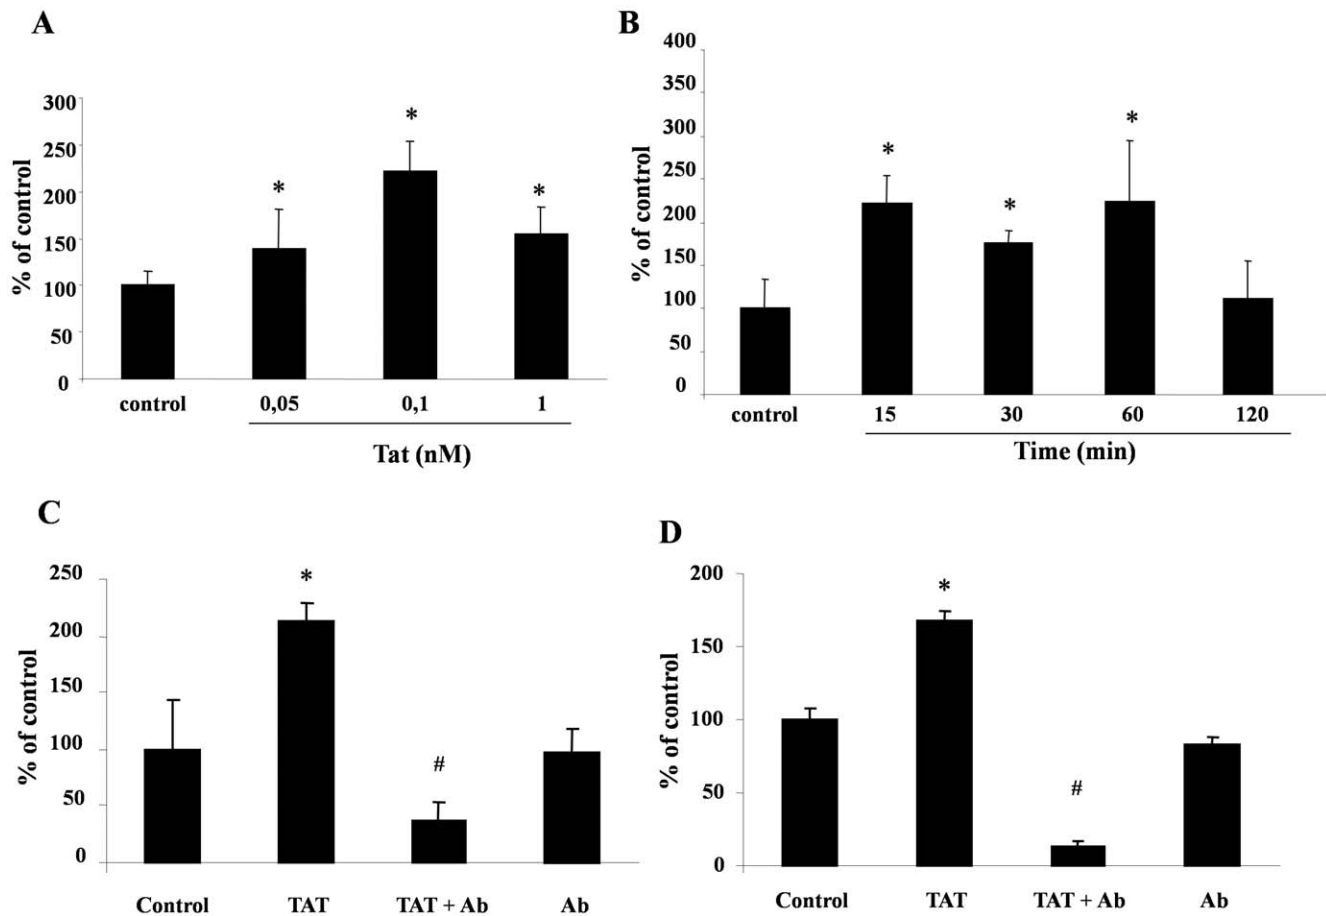 A
300
250
200
150
100
50
0
% of control
*
*
*
control 0,05 0,1 1
Tat (nM)
B
400
350
300
250
200
150
100
50
0
% of control
*
*
*
control 15 30 60 120
Time (min)
C
250
200
150
100
50
0
% of control
*
#
Control TAT TAT + Ab Ab
D
200
150
100
50
0
% of control
*
#
Control TAT TAT + Ab Ab